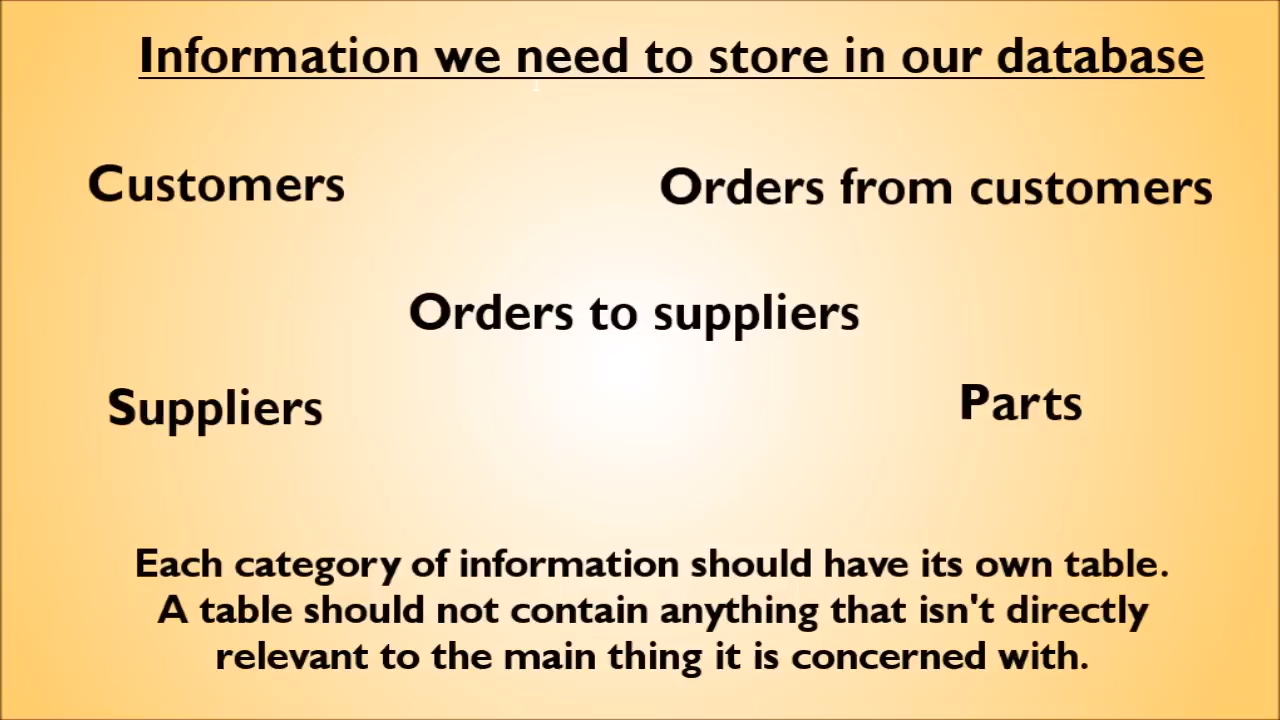 Information we need to store in our database
Customers
Orders from customers
Orders to suppliers
Suppliers
Parts
Each category of information should have its own table.
A table should not contain anything that isn't directly
relevant to the main thing it is concerned with.